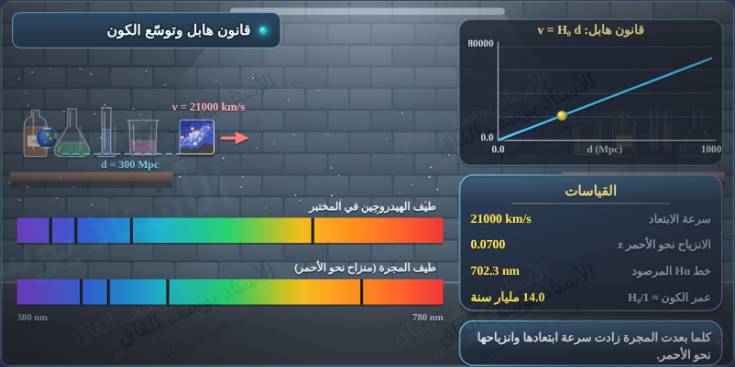 قانون هابل وتوسّع الكون
قانون هابل: v = H₀ d
80000
0.0
0.0
d (Mpc)
1000
v = 21000 km/s
d = 300 Mpc
القياسات
سرعة الابتعاد 21000 km/s
الانزياح نحو الأحمر z 0.0700
خط Hα المرصود 702.3 nm
عمر الكون ≈ 1/H₀ 14.0 مليار سنة
طيف الهيدروجين في المختبر
طيف المجرة (منزاح نحو الأحمر)
380 nm
780 nm
كلما بعدت المجرة زادت سرعة ابتعادها وانزياحها
نحو الأحمر.
الأستاذ يوسف القاق